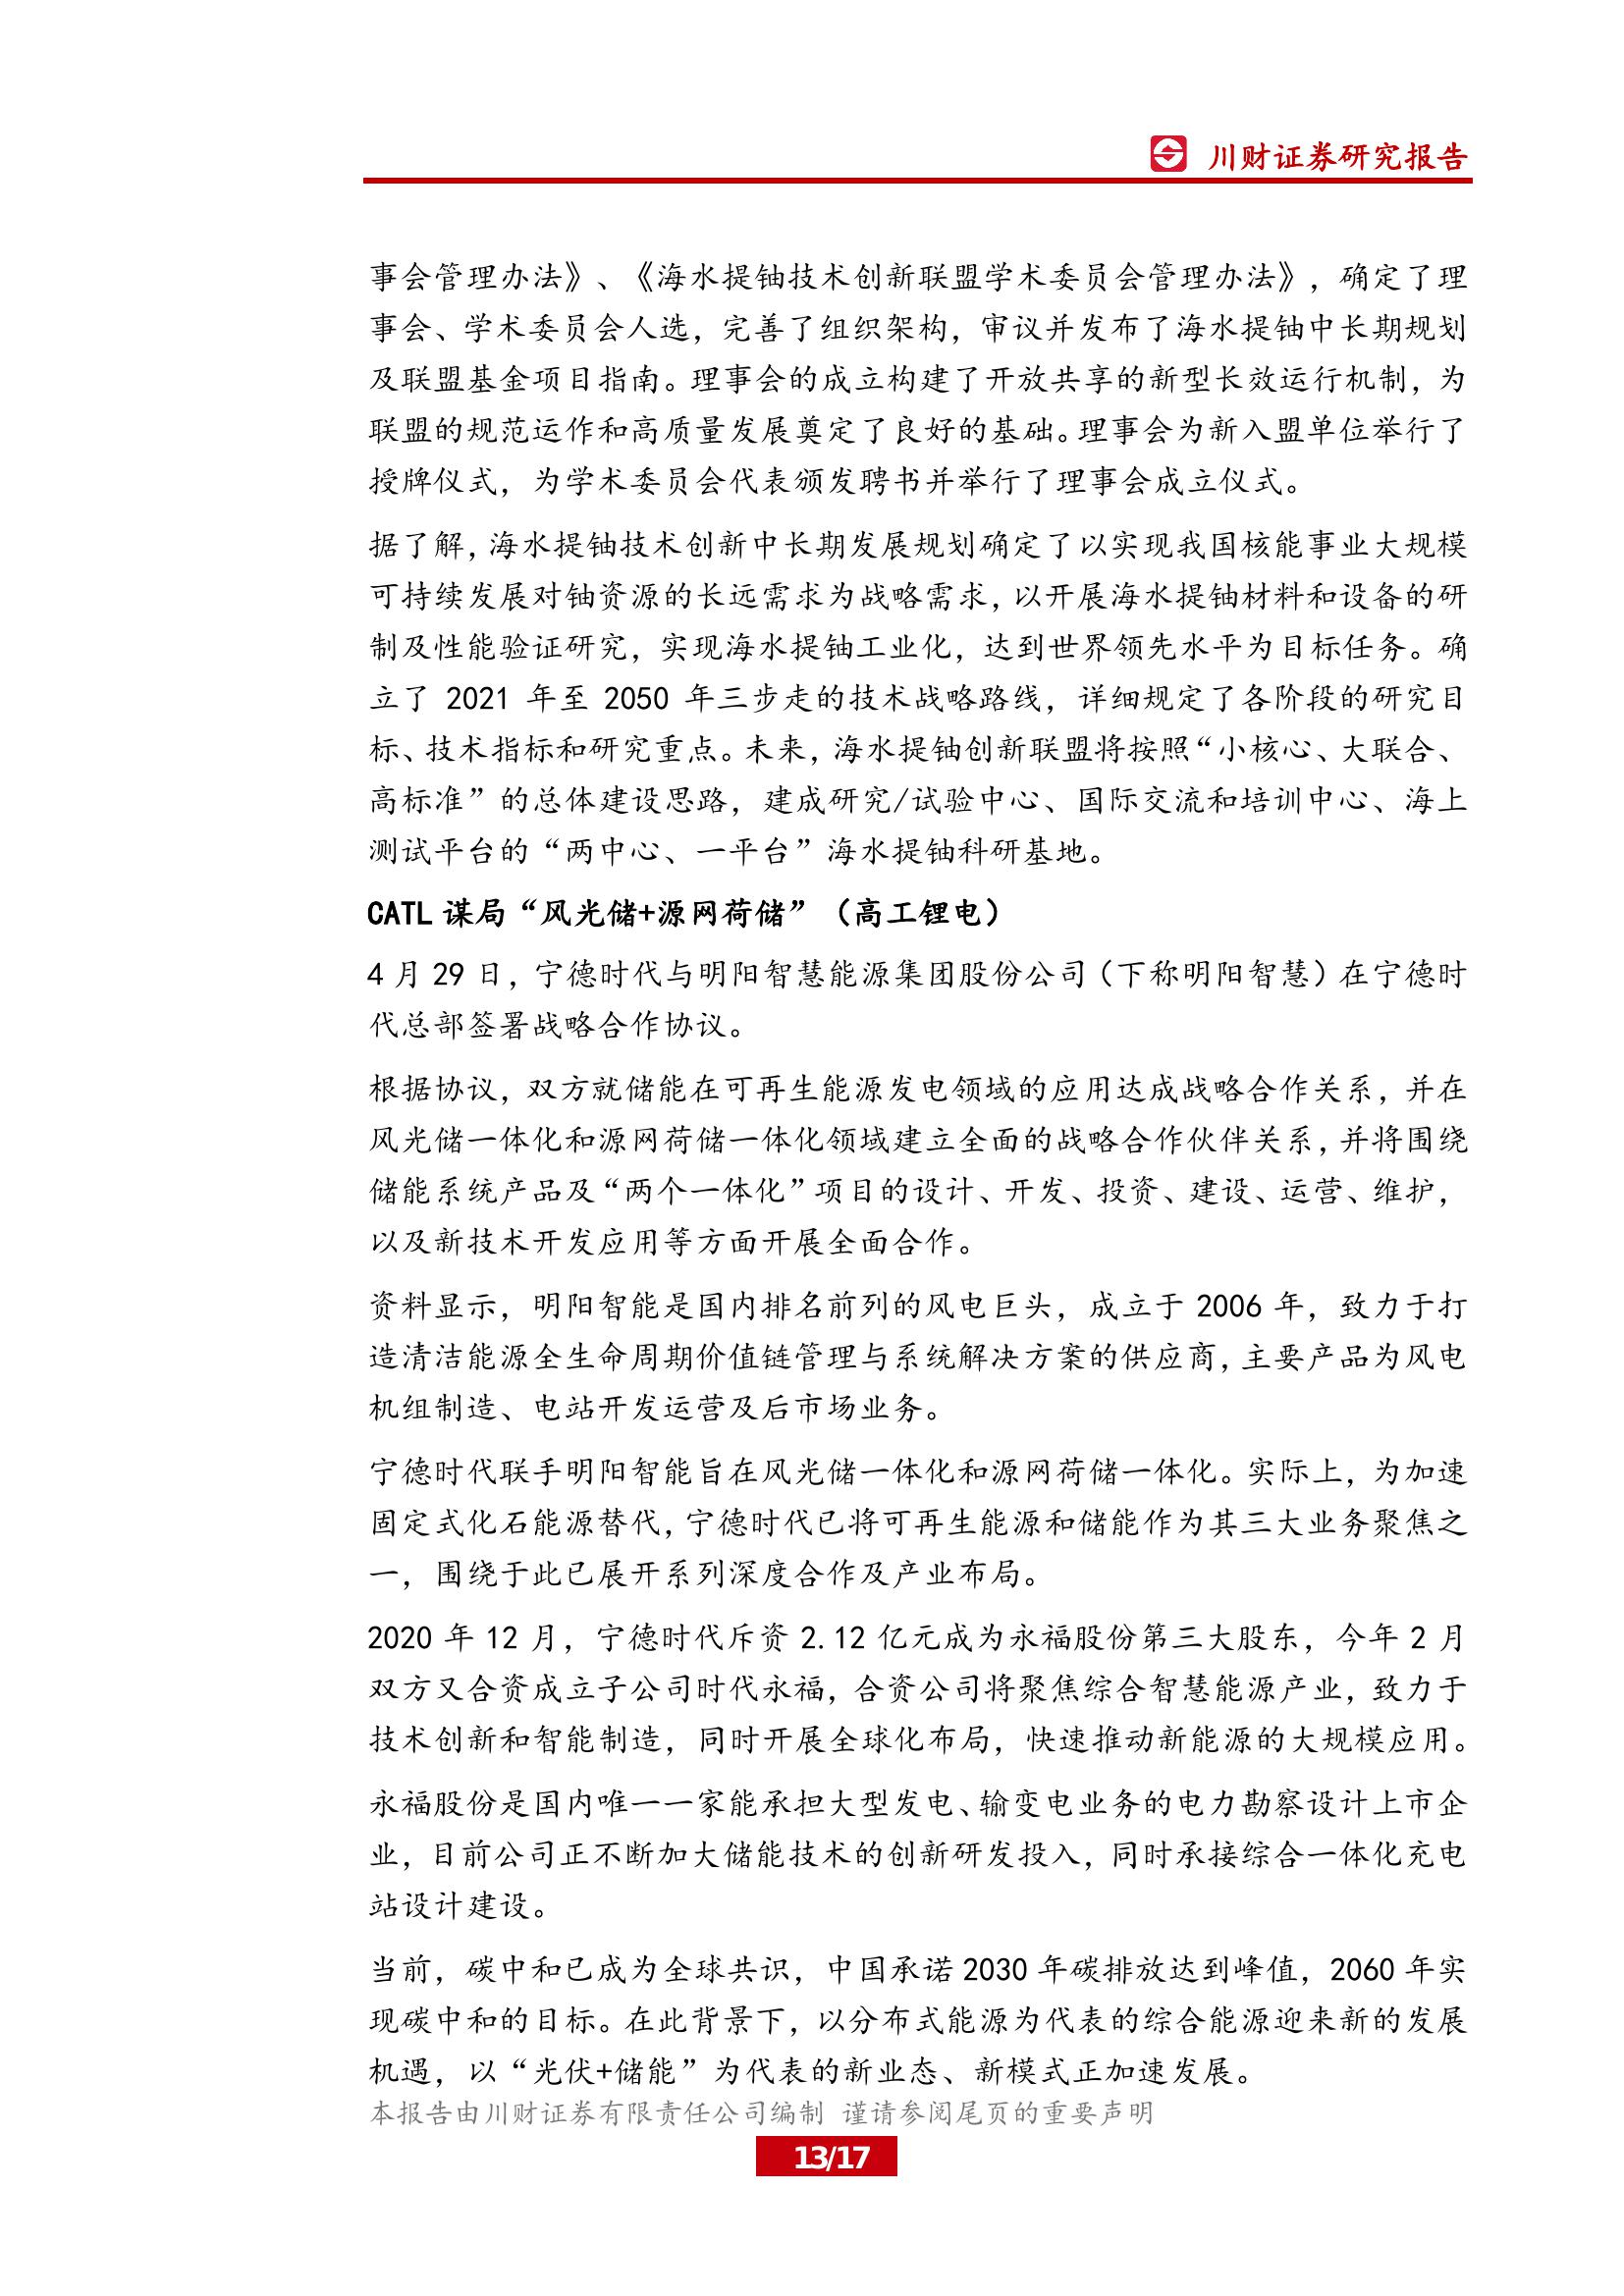 川财证券研究报告
事会管理办法》、《海水提铀技术创新联盟学术委员会管理办法》，确定了理
事会、学术委员会人选，完善了组织架构，审议并发布了海水提铀中长期规划
及联盟基金项目指南。理事会的成立构建了开放共享的新型长效运行机制，为
联盟的规范运作和高质量发展奠定了良好的基础。理事会为新入盟单位举行了
授牌仪式，为学术委员会代表颁发聘书并举行了理事会成立仪式。
据了解，海水提铀技术创新中长期发展规划确定了以实现我国核能事业大规模
可持续发展对铀资源的长远需求为战略需求，以开展海水提铀材料和设备的研
制及性能验证研究，实现海水提铀工业化，达到世界领先水平为目标任务。确
立了 2021 年至 2050 年三步走的技术战略路线，详细规定了各阶段的研究目
标、技术指标和研究重点。未来，海水提铀创新联盟将按照“小核心、大联合、
高标准”的总体建设思路，建成研究/试验中心、国际交流和培训中心、海上
测试平台的“两中心、一平台”海水提铀科研基地。
CATL 谋局“风光储+源网荷储”（高工锂电）
4 月 29 日，宁德时代与明阳智慧能源集团股份公司（下称明阳智慧）在宁德时
代总部签署战略合作协议。
根据协议，双方就储能在可再生能源发电领域的应用达成战略合作关系，并在
风光储一体化和源网荷储一体化领域建立全面的战略合作伙伴关系，并将围绕
储能系统产品及“两个一体化”项目的设计、开发、投资、建设、运营、维护，
以及新技术开发应用等方面开展全面合作。
资料显示，明阳智能是国内排名前列的风电巨头，成立于 2006 年，致力于打
造清洁能源全生命周期价值链管理与系统解决方案的供应商，主要产品为风电
机组制造、电站开发运营及后市场业务。
宁德时代联手明阳智能旨在风光储一体化和源网荷储一体化。实际上，为加速
固定式化石能源替代，宁德时代已将可再生能源和储能作为其三大业务聚焦之
一，围绕于此已展开系列深度合作及产业布局。
2020 年 12 月，宁德时代斥资 2.12 亿元成为永福股份第三大股东，今年 2 月
双方又合资成立子公司时代永福，合资公司将聚焦综合智慧能源产业，致力于
技术创新和智能制造，同时开展全球化布局，快速推动新能源的大规模应用。
永福股份是国内唯一一家能承担大型发电、输变电业务的电力勘察设计上市企
业，目前公司正不断加大储能技术的创新研发投入，同时承接综合一体化充电
站设计建设。
当前，碳中和已成为全球共识，中国承诺 2030 年碳排放达到峰值，2060 年实
现碳中和的目标。在此背景下，以分布式能源为代表的综合能源迎来新的发展
机遇，以“光伏+储能”为代表的新业态、新模式正加速发展。
本报告由川财证券有限责任公司编制 谨请参阅尾页的重要声明
13/17